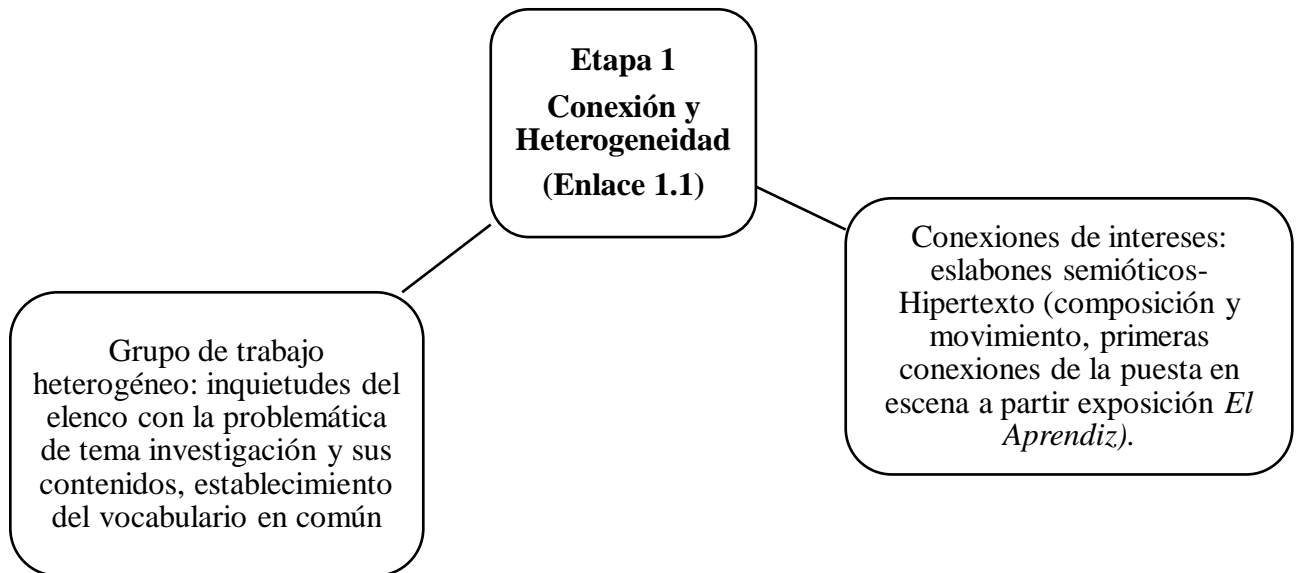 Etapa 1
Conexión y
Heterogeneidad
(Enlace 1.1)
Grupo de trabajo
heterogéneo: inquietudes del
elenco con la problemática
de tema investigación y sus
contenidos, establecimiento
del vocabulario en común
Conexiones de intereses:
eslabones semióticos-
Hipertexto (composición y
movimiento, primeras
conexiones de la puesta en
escena a partir exposición El
Aprendiz).